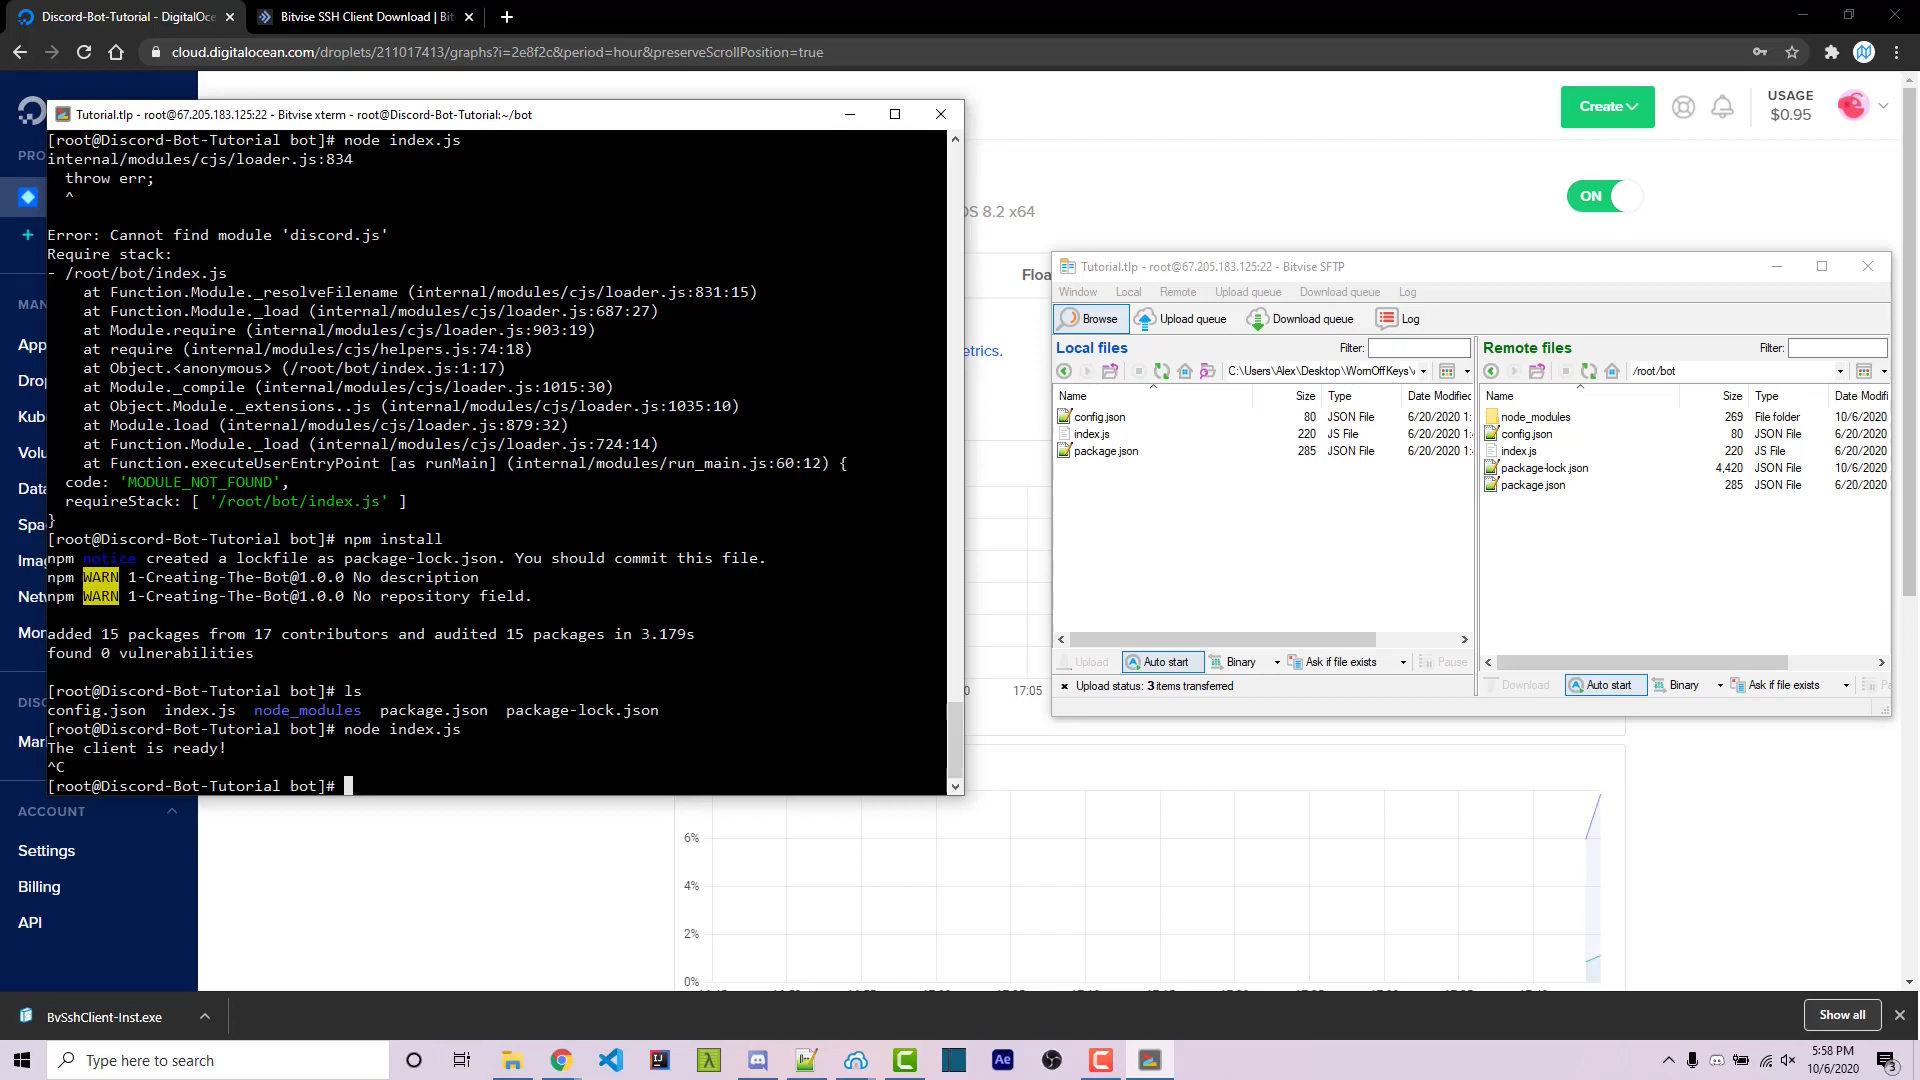 Discord-Bot-Tutorial - DigitalOce
Bitvise SSH Client Download | Bit
cloud.digitalocean.com/droplets/211017413/graphs?i=2e8f2c&period=hour&preserveScrollPosition=true
Create
USAGE
$0.95
ON
OS 8.2 x64
Floa
etrics.
PRO
MAN
App
Drop
Kube
Volu
Data
Spa
Imag
Net
Mon
DISC
Mar
ACCOUNT
Settings
Billing
API
Tutorial.tlp - root@67.205.183.125:22 - Bitvise xterm - root@Discord-Bot-Tutorial:~/bot
[root@Discord-Bot-Tutorial bot]# node index.js
internal/modules/cjs/loader.js:834
throw err;
^
Error: Cannot find module 'discord.js'
Require stack:
- /root/bot/index.js
at Function.Module._resolveFilename (internal/modules/cjs/loader.js:831:15)
at Function.Module._load (internal/modules/cjs/loader.js:687:27)
at Module.require (internal/modules/cjs/loader.js:903:19)
at require (internal/modules/cjs/helpers.js:74:18)
at Object.<anonymous> (/root/bot/index.js:1:17)
at Module._compile (internal/modules/cjs/loader.js:1015:30)
at Object.Module._extensions..js (internal/modules/cjs/loader.js:1035:10)
at Module.load (internal/modules/cjs/loader.js:879:32)
at Function.Module._load (internal/modules/cjs/loader.js:724:14)
at Function.executeUserEntryPoint [as runMain] (internal/modules/run_main.js:60:12) {
code: 'MODULE_NOT_FOUND',
requireStack: [ '/root/bot/index.js' ]
}
[root@Discord-Bot-Tutorial bot]# npm install
npm notice created a lockfile as package-lock.json. You should commit this file.
npm WARN 1-Creating-The-Bot@1.0.0 No description
npm WARN 1-Creating-The-Bot@1.0.0 No repository field.
added 15 packages from 17 contributors and audited 15 packages in 3.179s
found 0 vulnerabilities
[root@Discord-Bot-Tutorial bot]# ls
config.json index.js node_modules package.json package-lock.json
[root@Discord-Bot-Tutorial bot]# node index.js
The client is ready!
^C
[root@Discord-Bot-Tutorial bot]#
Tutorial.tlp - root@67.205.183.125:22 - Bitvise SFTP
Window Local Remote Upload queue Download queue Log
Browse Upload queue Download queue Log
Local files Filter:
C:\Users\Alex\Desktop\WornOffKeys\
Name Size Type Date Modified
config.json 80 JSON File 6/20/2020 1:
index.js 220 JS File 6/20/2020 1:
package.json 285 JSON File 6/20/2020 1:
Upload Auto start Binary Ask if file exists Pause
Upload status: 3 items transferred
Remote files Filter:
/root/bot
Name Size Type Date Modifi
node_modules 269 File folder 10/6/2020
config.json 80 JSON File 6/20/2020
index.js 220 JS File 6/20/2020
package-lock.json 4,420 JSON File 10/6/2020
package.json 285 JSON File 6/20/2020
Download Auto start Binary Ask if file exists Pa
17:05
6%
4%
2%
0%
BvSshClient-Inst.exe
Show all
Type here to search
Ae
5:58 PM
10/6/2020
3